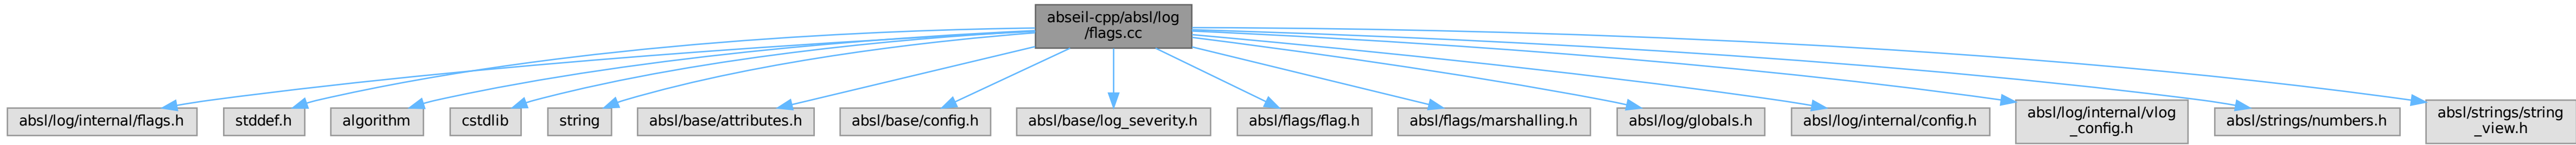 abseil-cpp/absl/log
/flags.cc
absl/log/internal/flags.h
stddef.h
algorithm
cstdlib
string
absl/base/attributes.h
absl/base/config.h
absl/base/log_severity.h
absl/flags/flag.h
absl/flags/marshalling.h
absl/log/globals.h
absl/log/internal/config.h
absl/log/internal/vlog
_config.h
absl/strings/numbers.h
absl/strings/string
_view.h